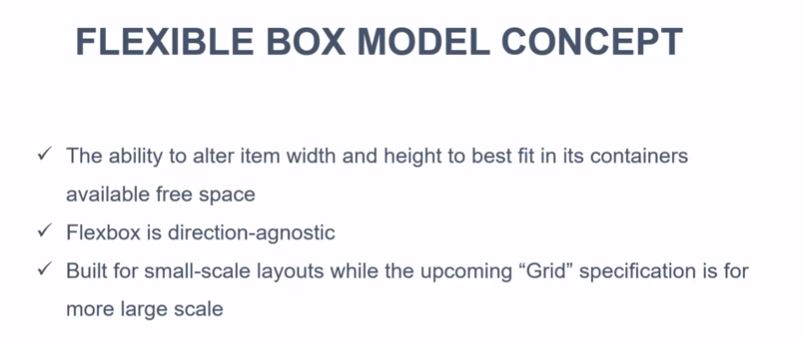 FLEXIBLE BOX MODEL CONCEPT
✓ The ability to alter item width and height to best fit in its containers
available free space
✓ Flexbox is direction-agnostic
✓ Built for small-scale layouts while the upcoming “Grid” specification is for
more large scale